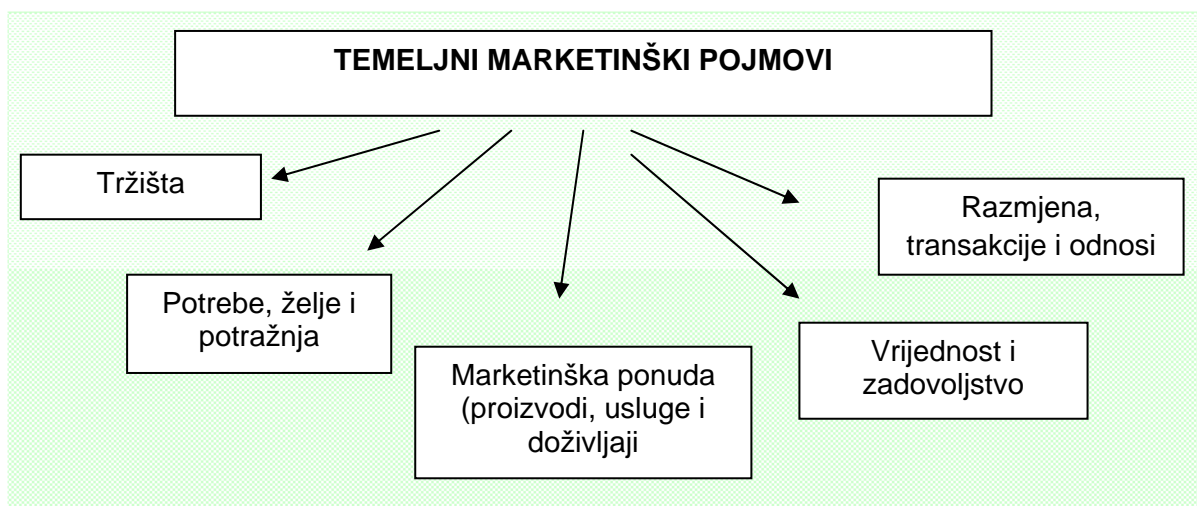 TEMELJNI MARKETINŠKI POJMOVI
Tržišta
Razmjena,
transakcije i odnosi
Potrebe, želje i
potražnja
Vrijednost i
zadovoljstvo
Marketinška ponuda
(proizvodi, usluge i
doživljaji